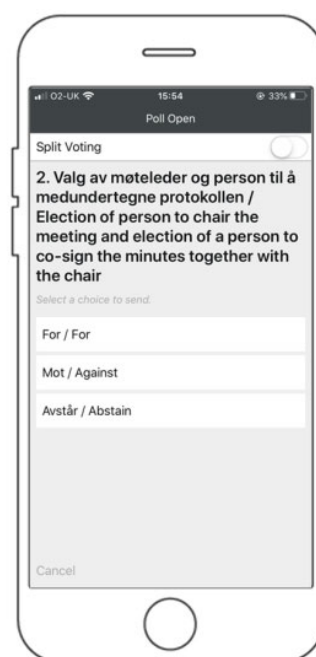 O2-UK 15:54 33%
Poll Open
Split Voting
2. Valg av møteleder og person til å
medundertegne protokollen /
Election of person to chair the
meeting and election of a person to
co-sign the minutes together with
the chair
Select a choice to send.
For / For
Mot / Against
Avstår / Abstain
Cancel